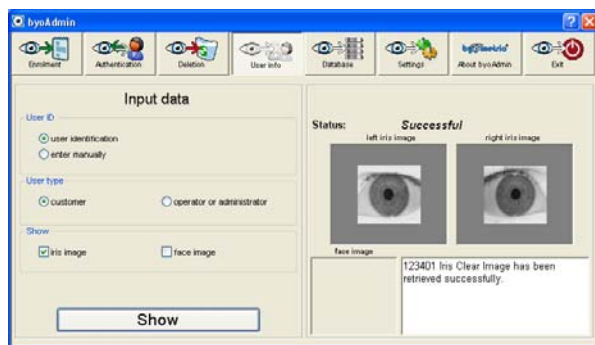 byoAdmin
Enrolment
Authentication
Deletion
User info
Database
Settings
About byoAdmin
Exit
Input data
User ID
user identification
enter manually
User type
customer
operator or administrator
Show
iris image
face image
Show
Status: Successful
left iris image
right iris image
face image
123401 Iris Clear Image has been
retrieved successfully.